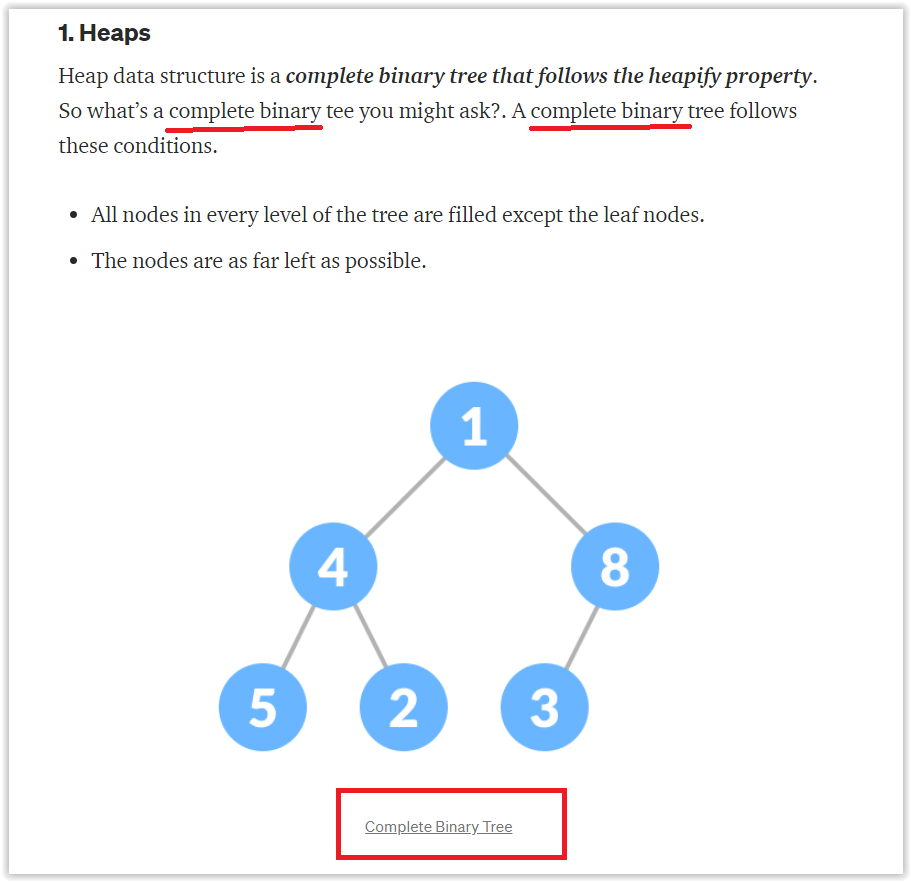 1. Heaps
Heap data structure is a complete binary tree that follows the heapify property.
So what’s a complete binary tee you might ask?. A complete binary tree follows
these conditions.
• All nodes in every level of the tree are filled except the leaf nodes.
• The nodes are as far left as possible.
1
4 8
5 2 3
Complete Binary Tree